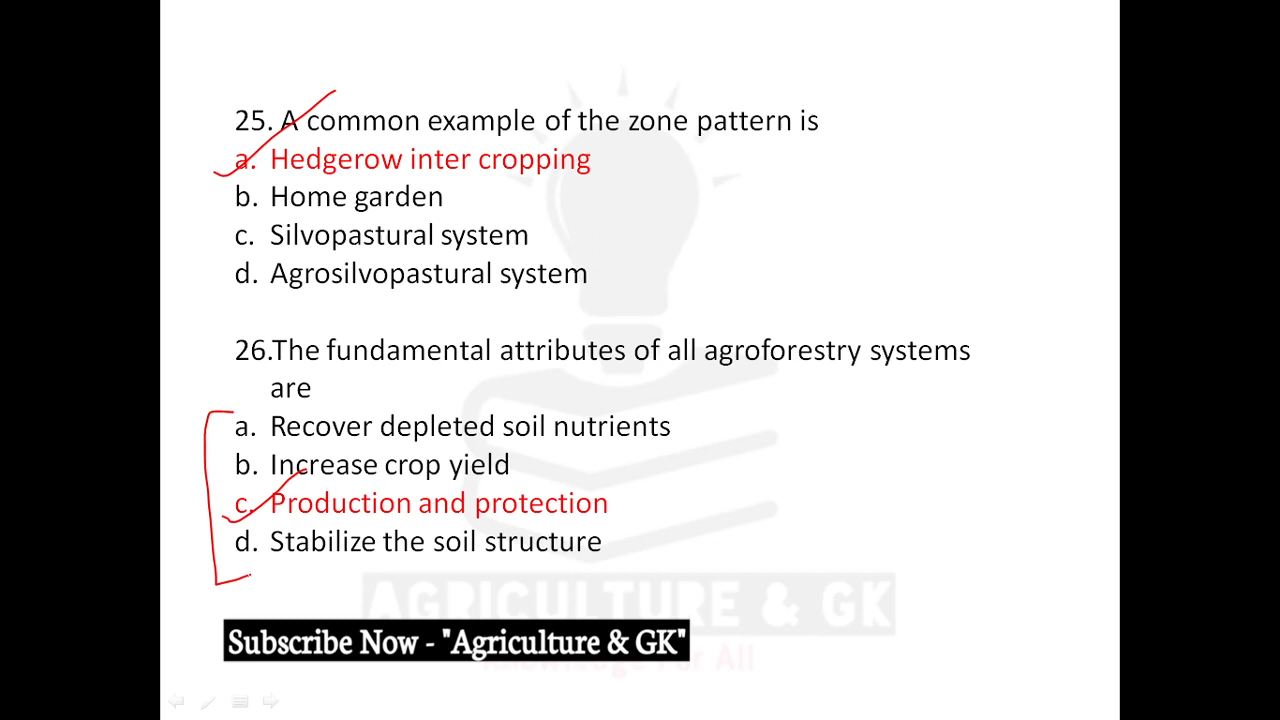 25. A common example of the zone pattern is
a. Hedgerow inter cropping
b. Home garden
c. Silvopastural system
d. Agrosilvopastural system
26.The fundamental attributes of all agroforestry systems
are
a. Recover depleted soil nutrients
b. Increase crop yield
c. Production and protection
d. Stabilize the soil structure
AGRICULTURE & GK
Subscribe Now - "Agriculture & GK"
For All